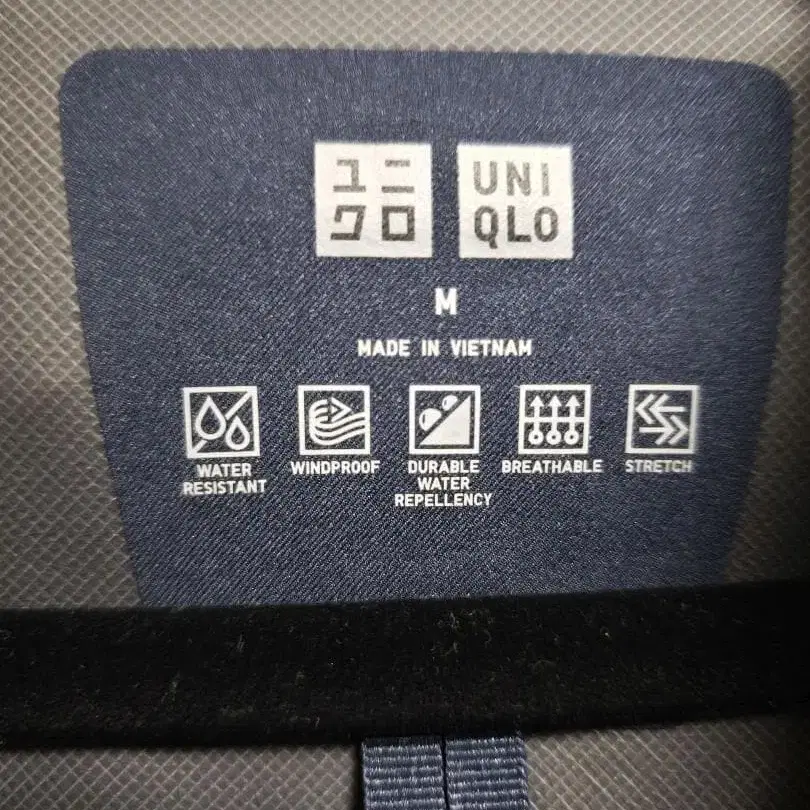 ユニ
クロ
UNI
QLO
M
MADE IN VIETNAM
WATER
RESISTANT
WINDPROOF
DURABLE
WATER
REPELLENCY
BREATHABLE
STRETCH